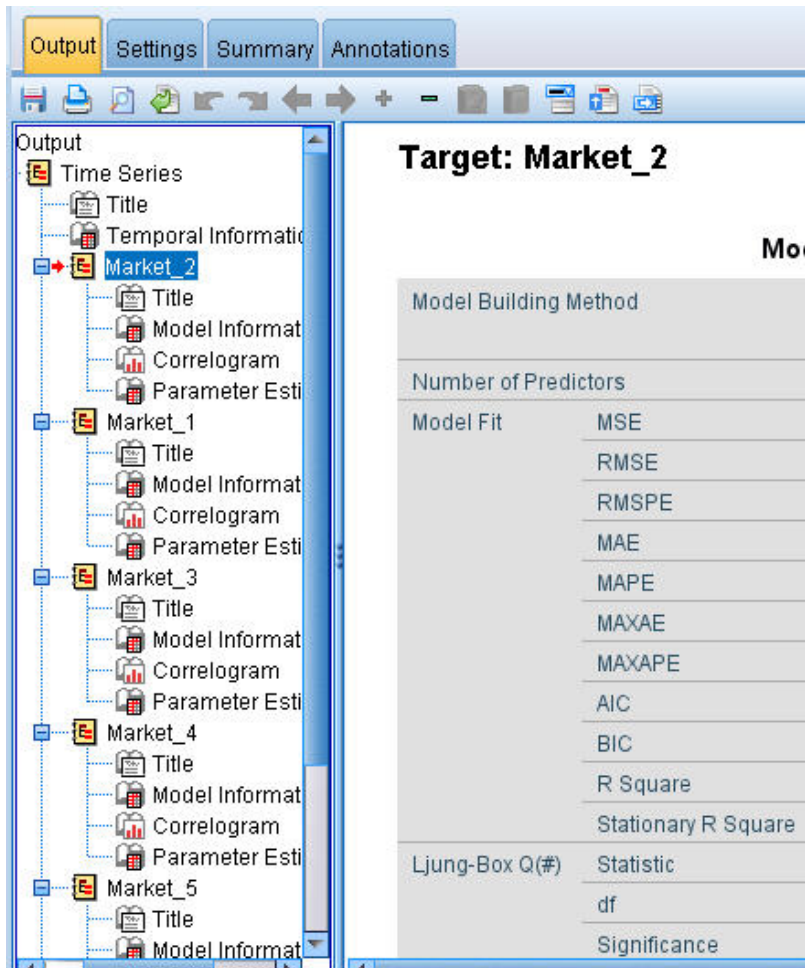 Output Settings Summary Annotations
Output
Time Series
Title
Temporal Informatic
Market_2
Title
Model Informat
Correlogram
Parameter Esti
Market_1
Title
Model Informat
Correlogram
Parameter Esti
Market_3
Title
Model Informat
Correlogram
Parameter Esti
Market_4
Title
Model Informat
Correlogram
Parameter Esti
Market_5
Title
Model Informat
Target: Market_2
Mod
Model Building Method
Number of Predictors
Model Fit MSE
RMSE
RMSPE
MAE
MAPE
MAXAE
MAXAPE
AIC
BIC
R Square
Stationary R Square
Ljung-Box Q(#) Statistic
df
Significance